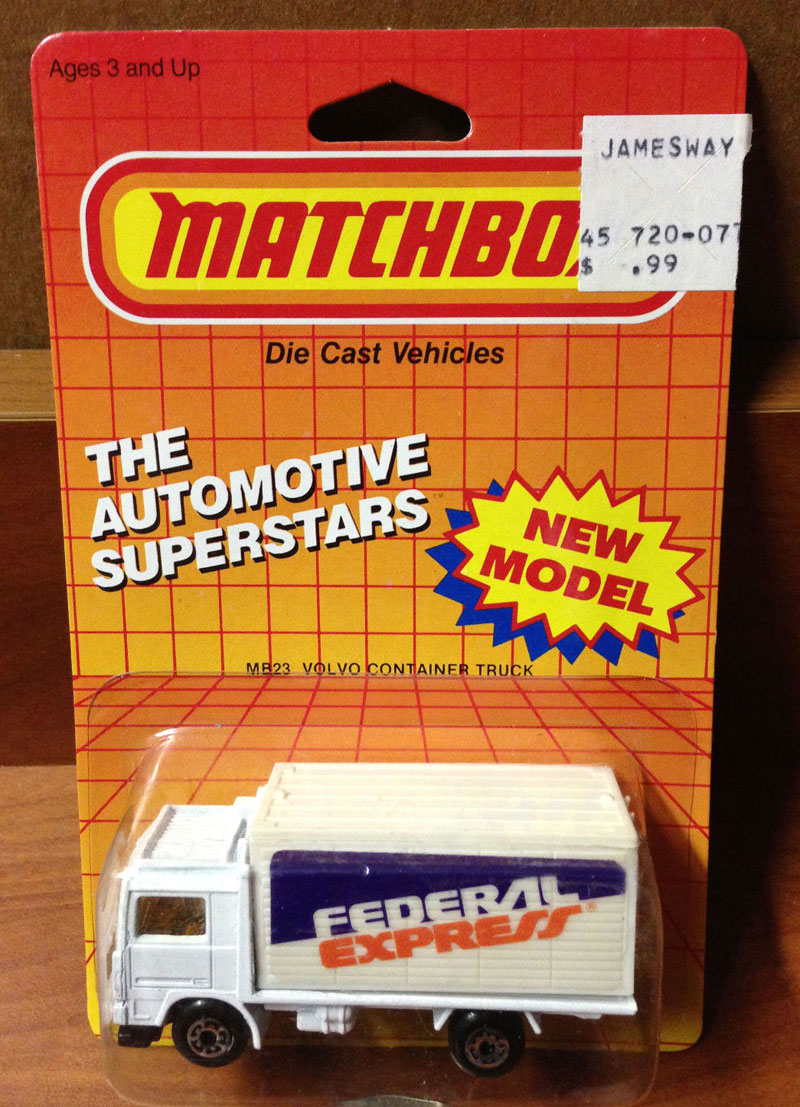 Ages 3 and Up
JAMESWAY
45 720-077
$ .99
MATCHBO
Die Cast Vehicles
THE
AUTOMOTIVE
SUPERSTARS™
NEW
MODEL
MB23 VOLVO CONTAINER TRUCK
FEDERAL
EXPRESS®